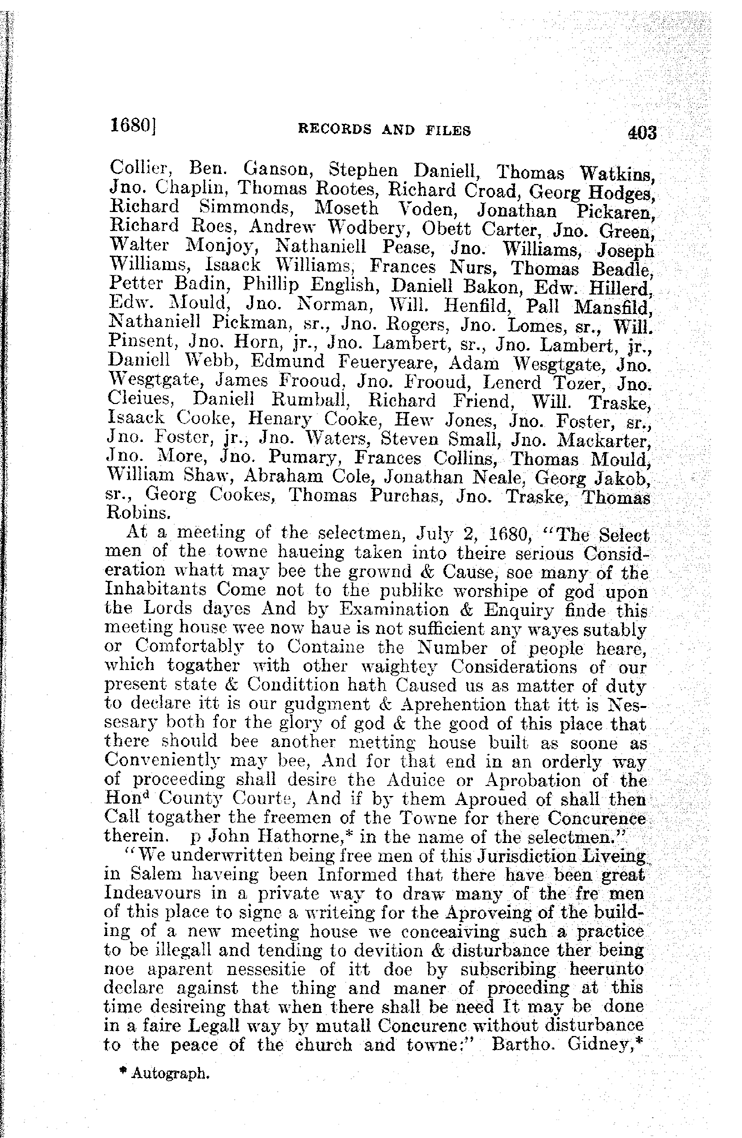 1680] RECORDS AND FILES 403
Collier, Ben. Ganson, Stephen Daniell, Thomas Watkins,
Jno. Chaplin, Thomas Rootes, Richard Croad, Georg Hodges,
Richard Simmonds, Moseth Voden, Jonathan Pickaren,
Richard Roes, Andrew Wodbery, Obett Carter, Jno. Green,
Walter Monjoy, Nathaniell Pease, Jno. Williams, Joseph
Williams, Isaack Williams, Frances Nurs, Thomas Beadle,
Petter Badin, Phillip English, Daniell Bakon, Edw. Hillerd,
Edw. Mould, Jno. Norman, Will. Henfild, Pall Mansfild,
Nathaniell Pickman, sr., Jno. Rogers, Jno. Lomes, sr., Will.
Pinsent, Jno. Horn, jr., Jno. Lambert, sr., Jno. Lambert, jr.,
Daniell Webb, Edmund Feueryeare, Adam Wesgtgate, Jno.
Wesgtgate, James Frooud, Jno. Frooud, Lenerd Tozer, Jno.
Cleiues, Daniell Rumball, Richard Friend, Will. Traske,
Isaack Cooke, Henary Cooke, Hew Jones, Jno. Foster, sr.,
Jno. Foster, jr., Jno. Waters, Steven Small, Jno. Mackarter,
Jno. More, Jno. Pumary, Frances Collins, Thomas Mould,
William Shaw, Abraham Cole, Jonathan Neale, Georg Jakob,
sr., Georg Cookes, Thomas Purchas, Jno. Traske, Thomas
Robins.
At a meeting of the selectmen, July 2, 1680, "The Select
men of the towne haueing taken into theire serious Consid-
eration whatt may bee the grownd & Cause, soe many of the
Inhabitants Come not to the publike worshipe of god upon
the Lords dayes And by Examination & Enquiry finde this
meeting house wee now haue is not sufficient any wayes sutably
or Comfortably to Containe the Number of people heare,
which togather with other waightey Considerations of our
present state & Condittion hath Caused us as matter of duty
to declare itt is our gudgment & Aprehention that itt is Nes-
sesary both for the glory of god & the good of this place that
there should bee another metting house built as soone as
Conveniently may bee, And for that end in an orderly way
of proceeding shall desire the Aduice or Aprobation of the
Honᵈ County Courte, And if by them Aproued of shall then
Call togather the freemen of the Towne for there Concurence
therein. p John Hathorne,* in the name of the selectmen."
"We underwritten being free men of this Jurisdiction Liveing
in Salem haveing been Informed that there have been great
Indeavours in a private way to draw many of the fre men
of this place to signe a writeing for the Aproveing of the build-
ing of a new meeting house we conceaiving such a practice
to be illegall and tending to devition & disturbance ther being
noe aparent nessesitie of itt doe by subscribing heerunto
declare against the thing and maner of proceding at this
time desireing that when there shall be need It may be done
in a faire Legall way by mutall Concurenc without disturbance
to the peace of the church and towne:" Bartho. Gidney,*
* Autograph.